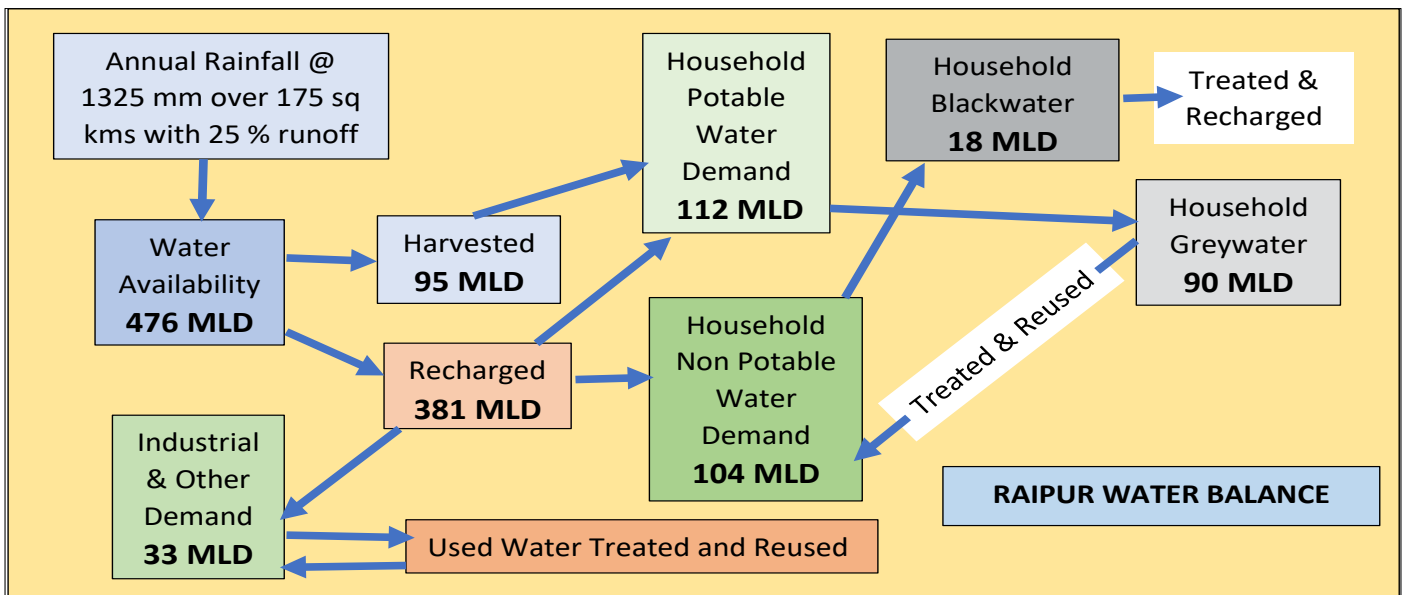 Annual Rainfall @
1325 mm over 175 sq
kms with 25 % runoff
Water
Availability
476 MLD
Harvested
95 MLD
Recharged
381 MLD
Industrial
& Other
Demand
33 MLD
Used Water Treated and Reused
Household
Potable
Water
Demand
112 MLD
Household
Non Potable
Water
Demand
104 MLD
Household
Blackwater
18 MLD
Treated &
Recharged
Household
Greywater
90 MLD
Treated & Reused
RAIPUR WATER BALANCE